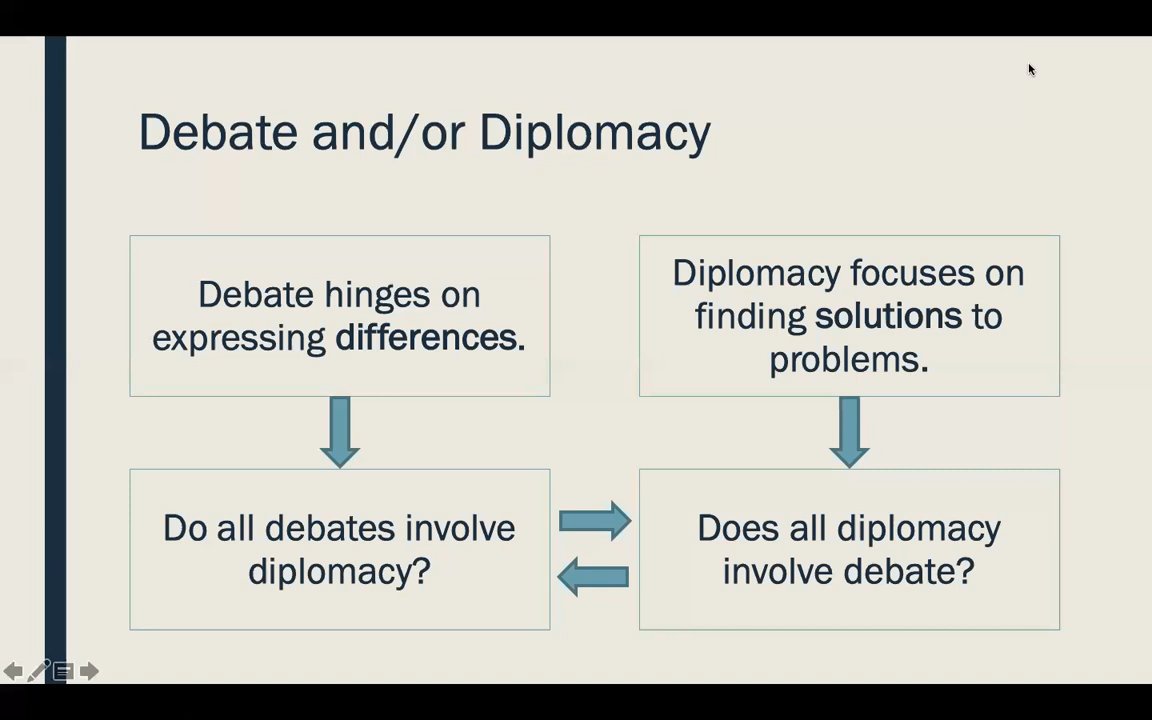 Debate and/or Diplomacy
Debate hinges on
expressing differences.
Diplomacy focuses on
finding solutions to
problems.
Do all debates involve
diplomacy?
Does all diplomacy
involve debate?